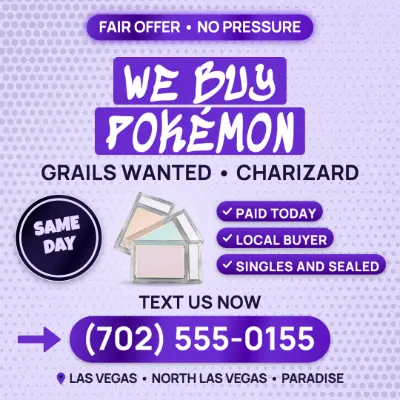 FAIR OFFER • NO PRESSURE
WE BUY
POKÉMON
GRAILS WANTED • CHARIZARD
SAME
DAY
PAID TODAY
LOCAL BUYER
SINGLES AND SEALED
TEXT US NOW
(702) 555-0155
LAS VEGAS • NORTH LAS VEGAS • PARADISE